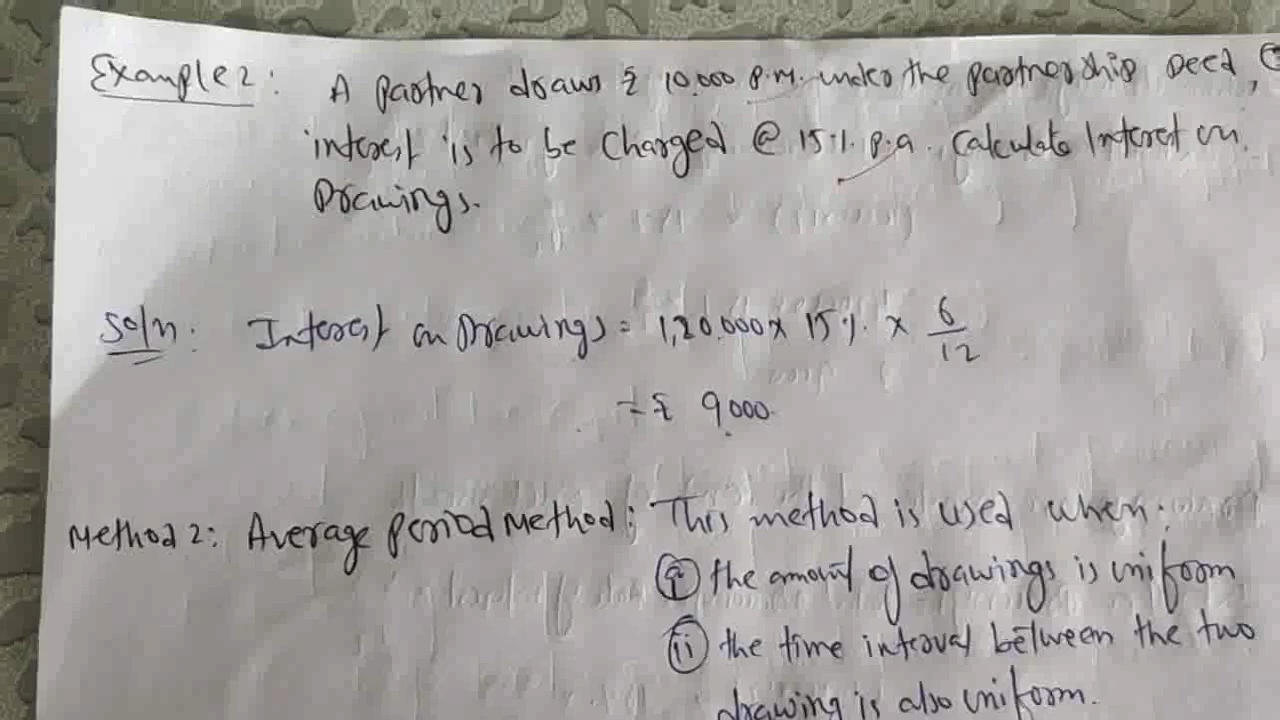 Example 2: A partner draws ₹ 10.000 p.m. under the partnership Deed,
interest is to be charged @ 15%. p.a. Calculate Interest on
Drawings.
Soln: Interest on Drawings = 1,20.000 x 15%. x 6/12
= ₹ 9000.
Method 2: Average period Method: This method is used when:
(i) the amount of drawings is uniform
(ii) the time interval between the two
drawing is also uniform.